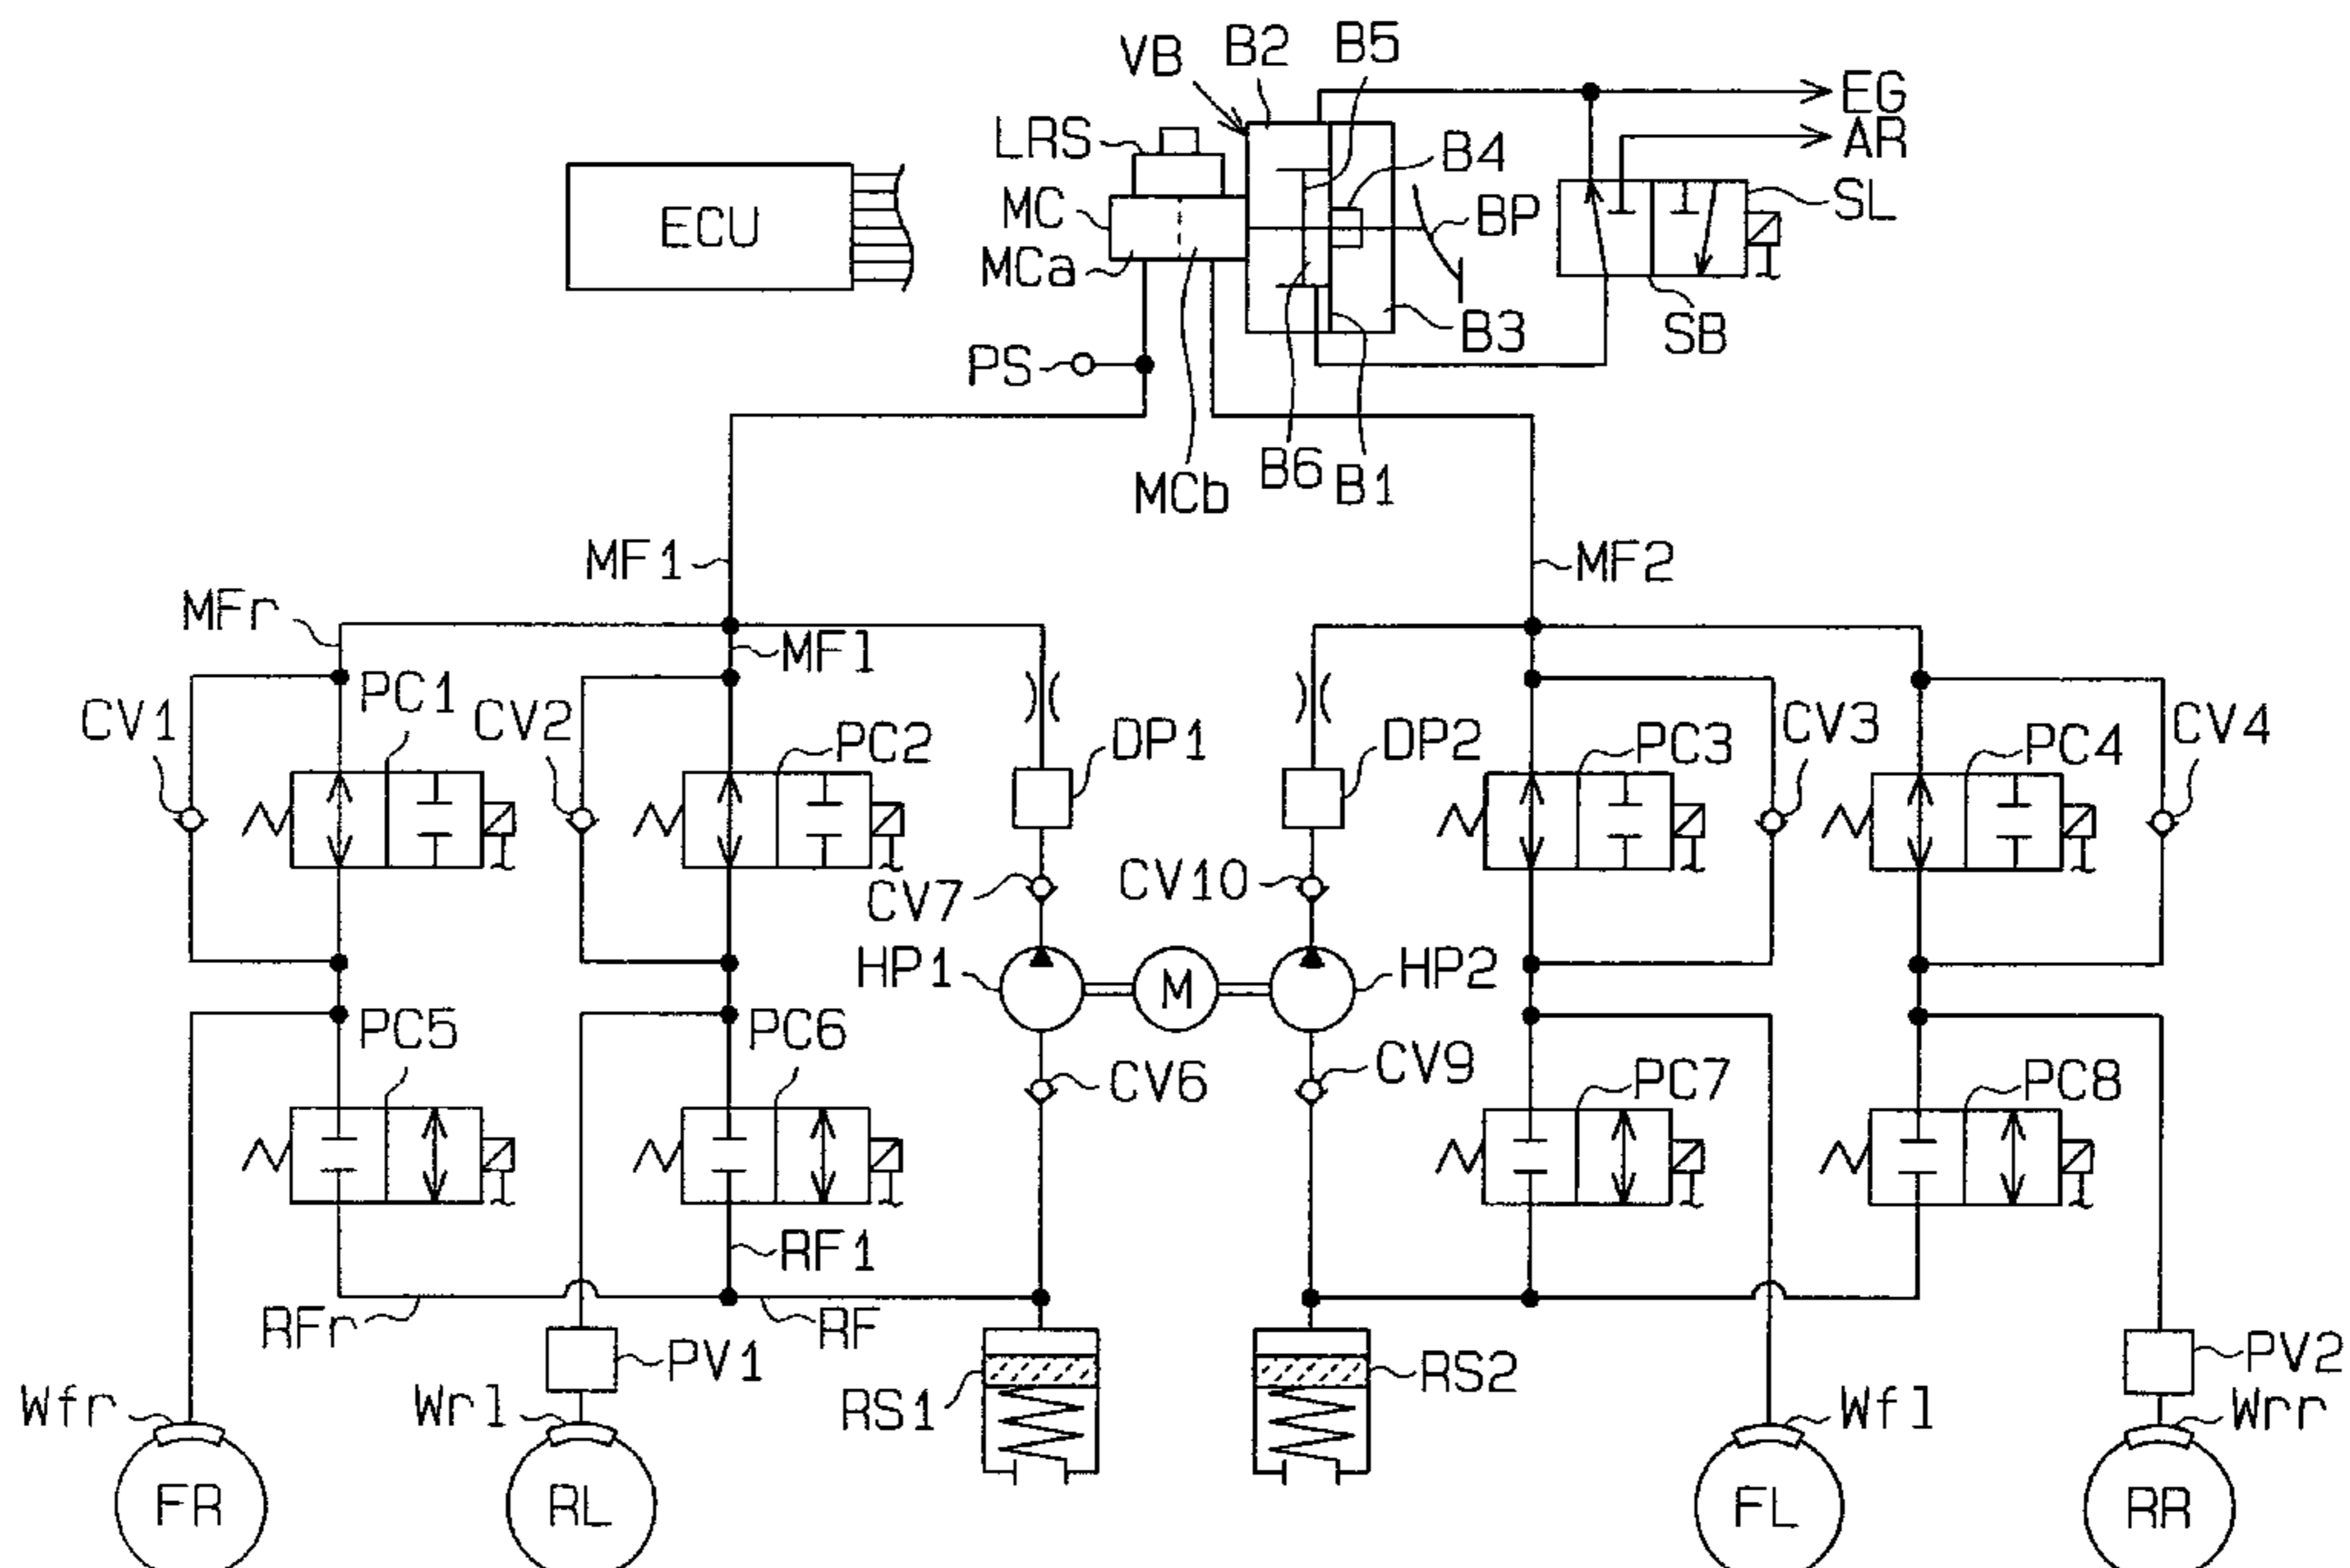 VB B2 B5
EG
LRS B4 AR
ECU MC BP SL
MCa
B3 SB
PS
B6 B1
MCb
MF1 MF2
MFr
MFl
PC1
CV1 CV2 PC2 DP1 DP2 PC3 CV3 PC4 CV4
CV7 CV10
HP1 M HP2
PC5 PC6
CV6 CV9 PC7 PC8
RF1
RFr RF
PV1 RS2 PV2
Wfr Wrl RS1 Wfl Wrr
FR RL FL RR